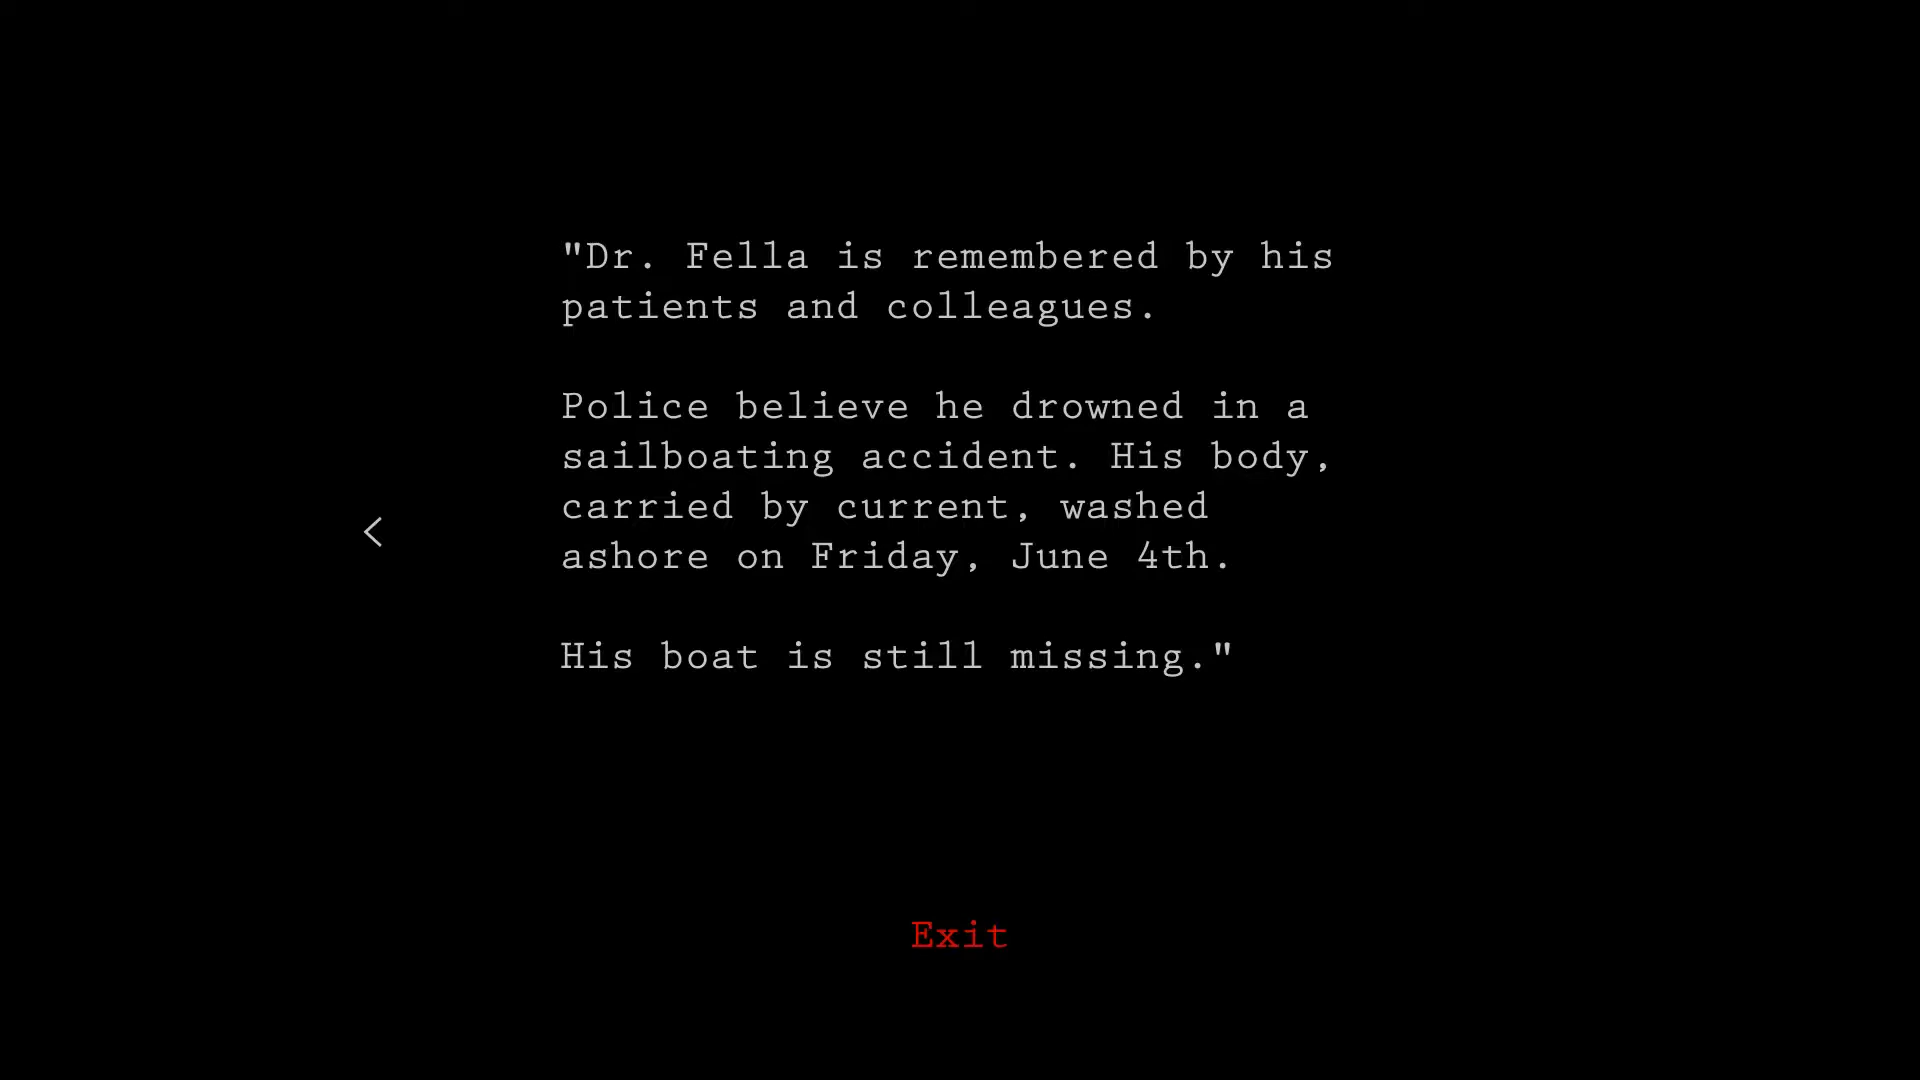 "Dr. Fella is remembered by his
patients and colleagues.
Police believe he drowned in a
sailboating accident. His body,
carried by current, washed
ashore on Friday, June 4th.
<
His boat is still missing."
Exit